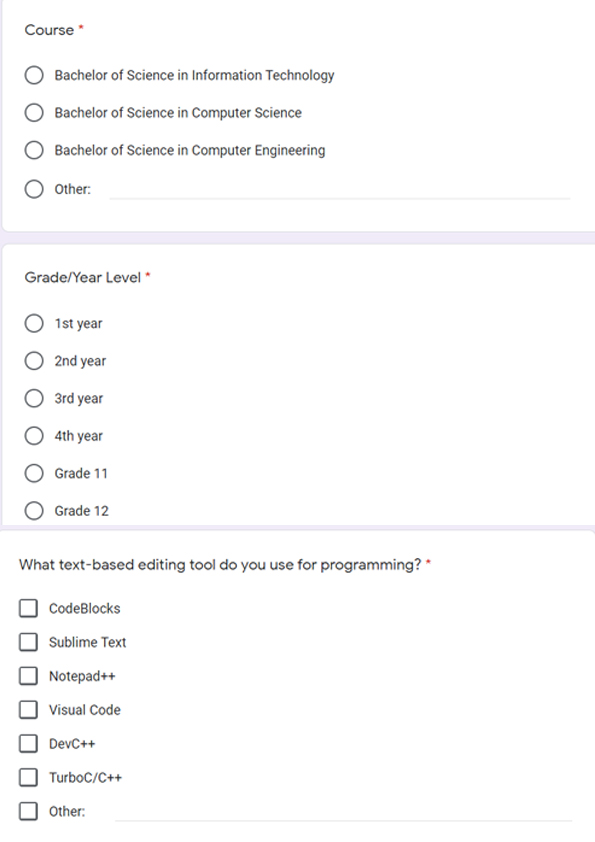 Course *
Bachelor of Science in Information Technology
Bachelor of Science in Computer Science
Bachelor of Science in Computer Engineering
Other:
Grade/Year Level *
1st year
2nd year
3rd year
4th year
Grade 11
Grade 12
What text-based editing tool do you use for programming? *
CodeBlocks
Sublime Text
Notepad++
Visual Code
DevC++
TurboC/C++
Other: